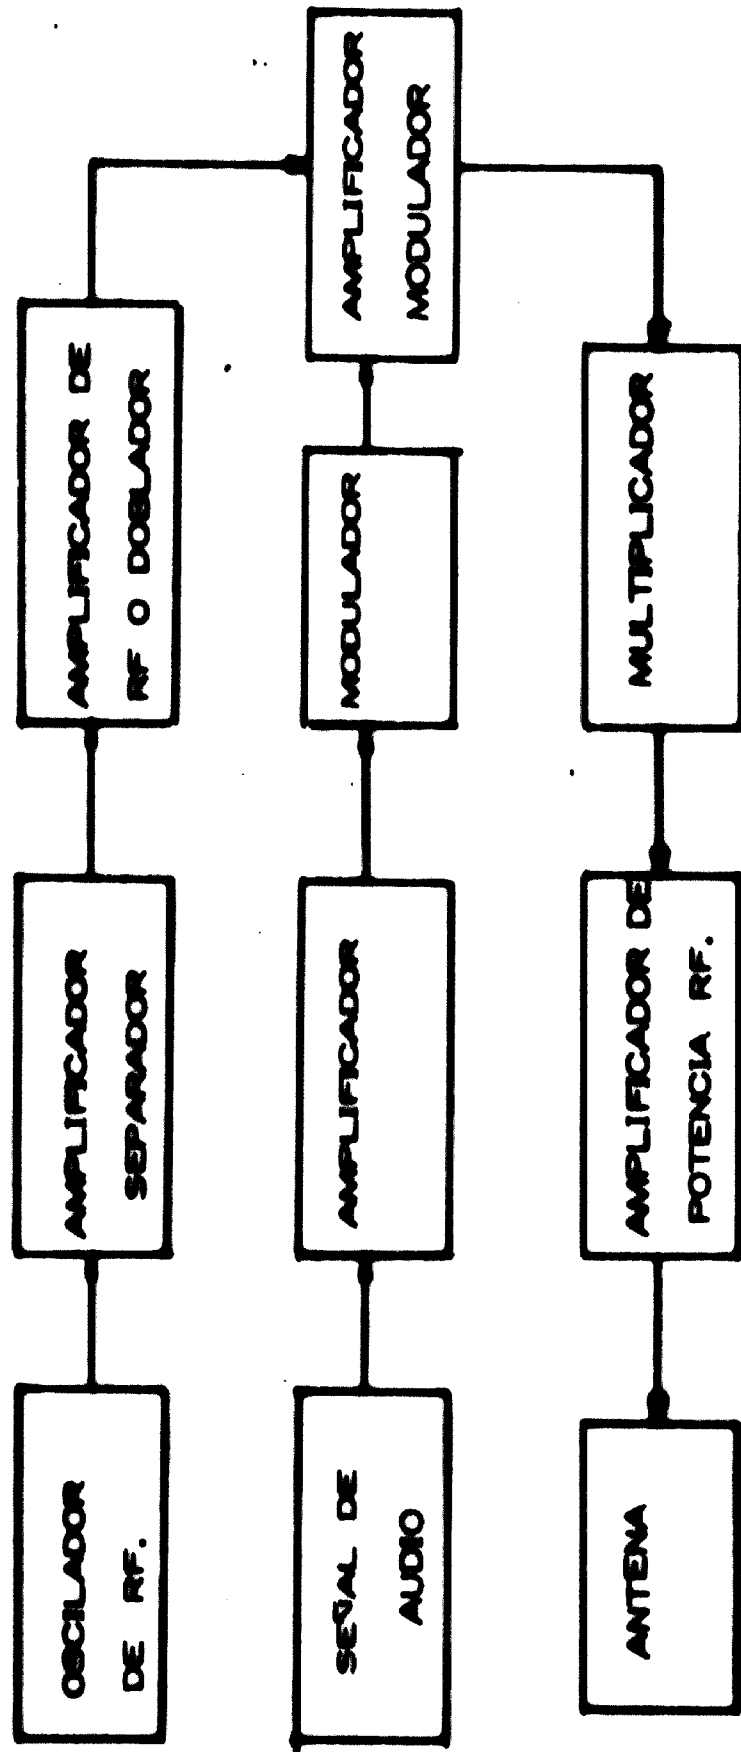 OSCILADOR
DE RF.
AMPLIFICADOR
SEPARADOR
AMPLIFICADOR DE
RF O DOBLADOR
AMPLIFICADOR
MODULADOR
SEÑAL DE
AUDIO
AMPLIFICADOR
MODULADOR
ANTENA
AMPLIFICADOR DE
POTENCIA RF.
MULTIPLICADOR